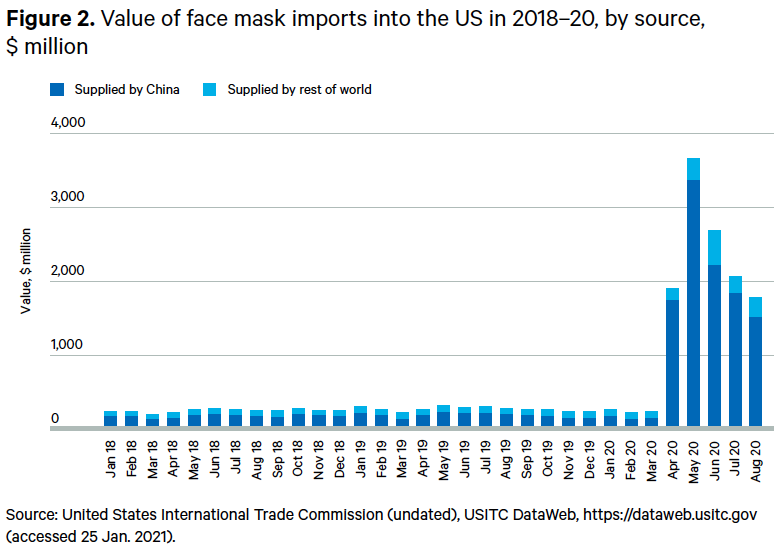 Figure 2. Value of face mask imports into the US in 2018–20, by source,
$ million
Supplied by China
Supplied by rest of world
4,000
3,000
2,000
1,000
0
Value, $ million
Jan 18
Feb 18
Mar 18
Apr 18
May 18
Jun 18
Jul 18
Aug 18
Sep 18
Oct 18
Nov 18
Dec 18
Jan 19
Feb 19
Mar 19
Apr 19
May 19
Jun 19
Jul 19
Aug 19
Sep 19
Oct 19
Nov 19
Dec 19
Jan 20
Feb 20
Mar 20
Apr 20
May 20
Jun 20
Jul 20
Aug 20
Source: United States International Trade Commission (undated), USITC DataWeb, https://dataweb.usitc.gov
(accessed 25 Jan. 2021).